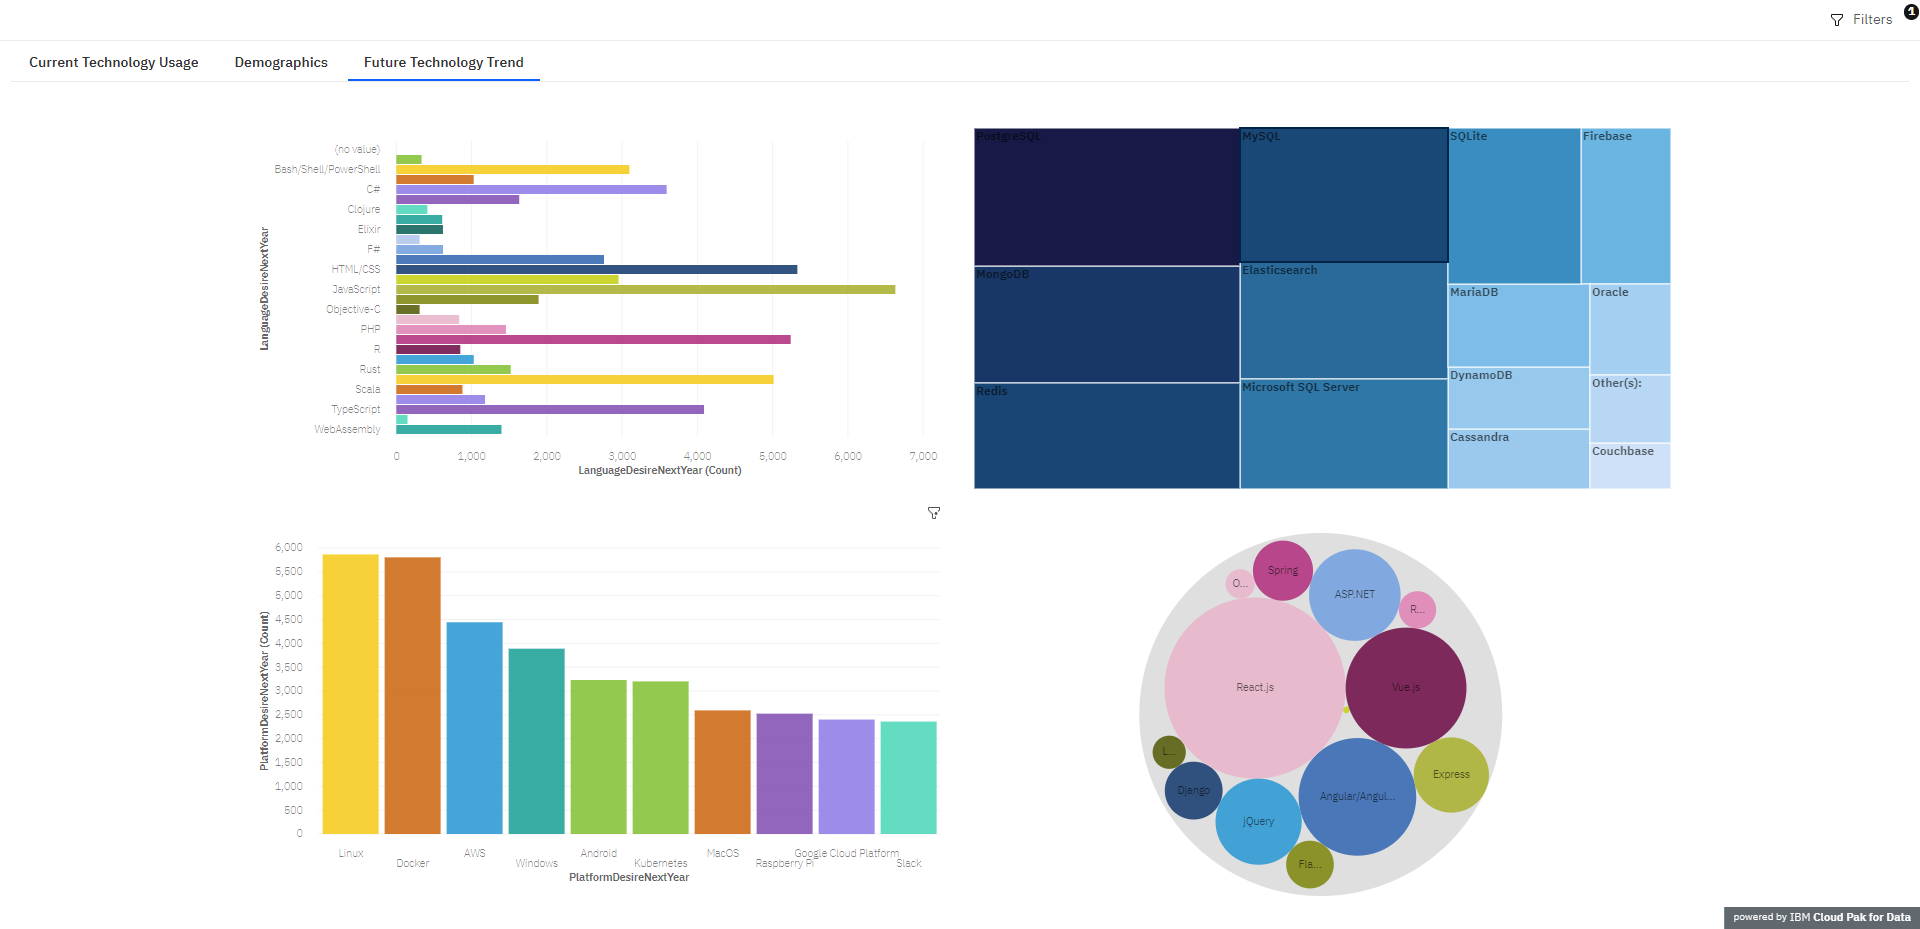 Filters
1
Current Technology Usage
Demographics
Future Technology Trend
LanguageDesireNextYear
(no value)
Bash/Shell/PowerShell
C#
Clojure
Elixir
F#
HTML/CSS
JavaScript
Objective-C
PHP
R
Rust
Scala
TypeScript
WebAssembly
0 1,000 2,000 3,000 4,000 5,000 6,000 7,000
LanguageDesireNextYear (Count)
PostgreSQL
MySQL
SQLite
Firebase
MongoDB
Elasticsearch
MariaDB
Oracle
Redis
Microsoft SQL Server
DynamoDB
Other(s):
Cassandra
Couchbase
PlatformDesireNextYear (Count)
6,000
5,500
5,000
4,500
4,000
3,500
3,000
2,500
2,000
1,500
1,000
500
0
Linux
Docker
AWS
Windows
Android
Kubernetes
MacOS
Raspberry Pi
Google Cloud Platform
Slack
PlatformDesireNextYear
Spring
O...
ASP.NET
R...
React.js
Vue.js
L...
Django
jQuery
Angular/Angul...
Express
Fla...
powered by IBM Cloud Pak for Data